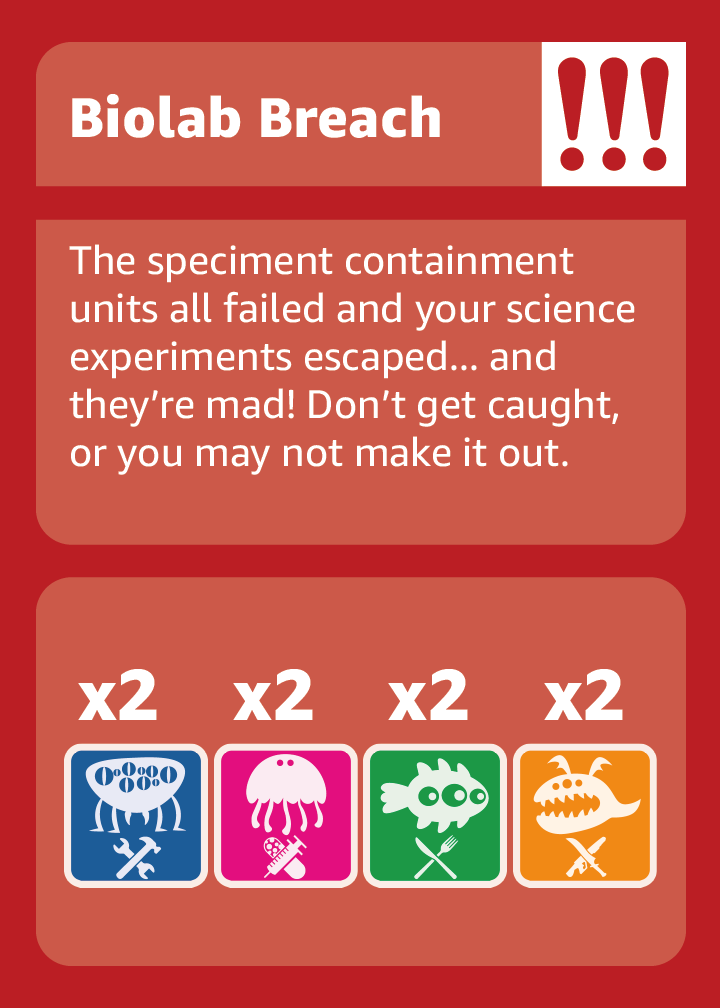 Biolab Breach
!!!
The speciment containment
units all failed and your science
experiments escaped... and
they’re mad! Don’t get caught,
or you may not make it out.
x2 x2 x2 x2